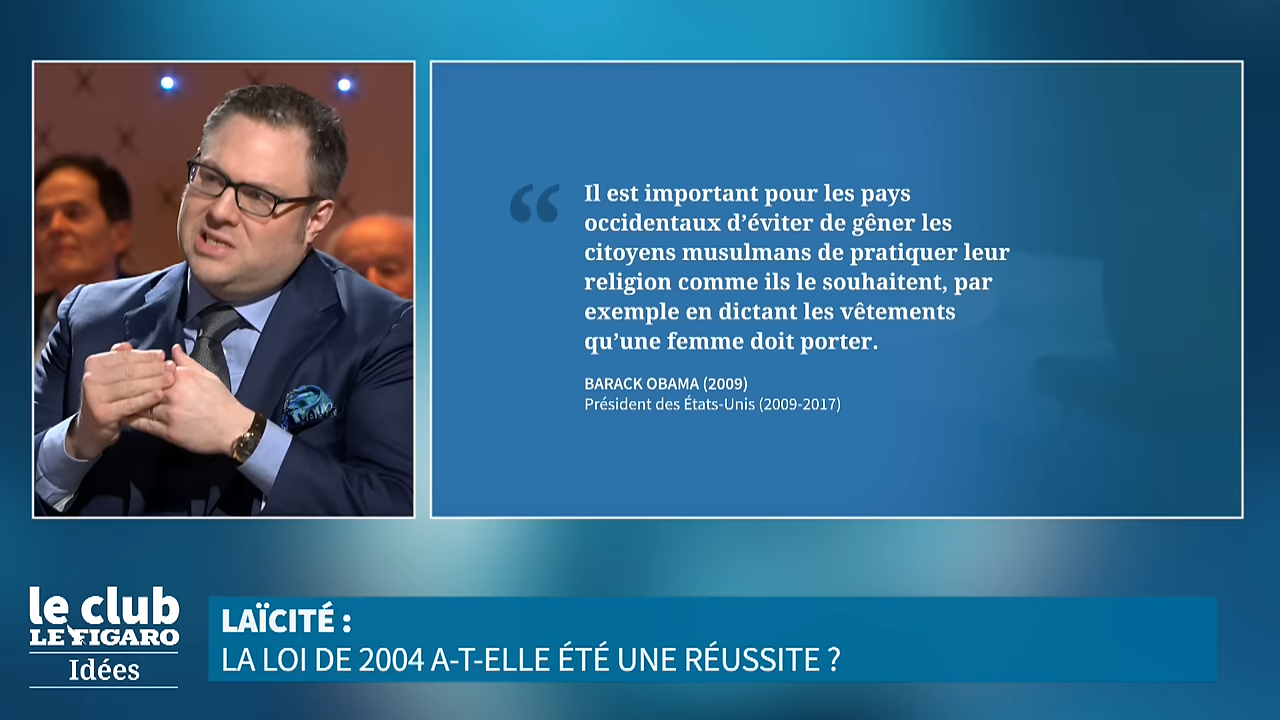 “
Il est important pour les pays
occidentaux d’éviter de gêner les
citoyens musulmans de pratiquer leur
religion comme ils le souhaitent, par
exemple en dictant les vêtements
qu’une femme doit porter.
BARACK OBAMA (2009)
Président des États-Unis (2009-2017)
le club
LE FIGARO
Idées
LAÏCITÉ :
LA LOI DE 2004 A-T-ELLE ÉTÉ UNE RÉUSSITE ?